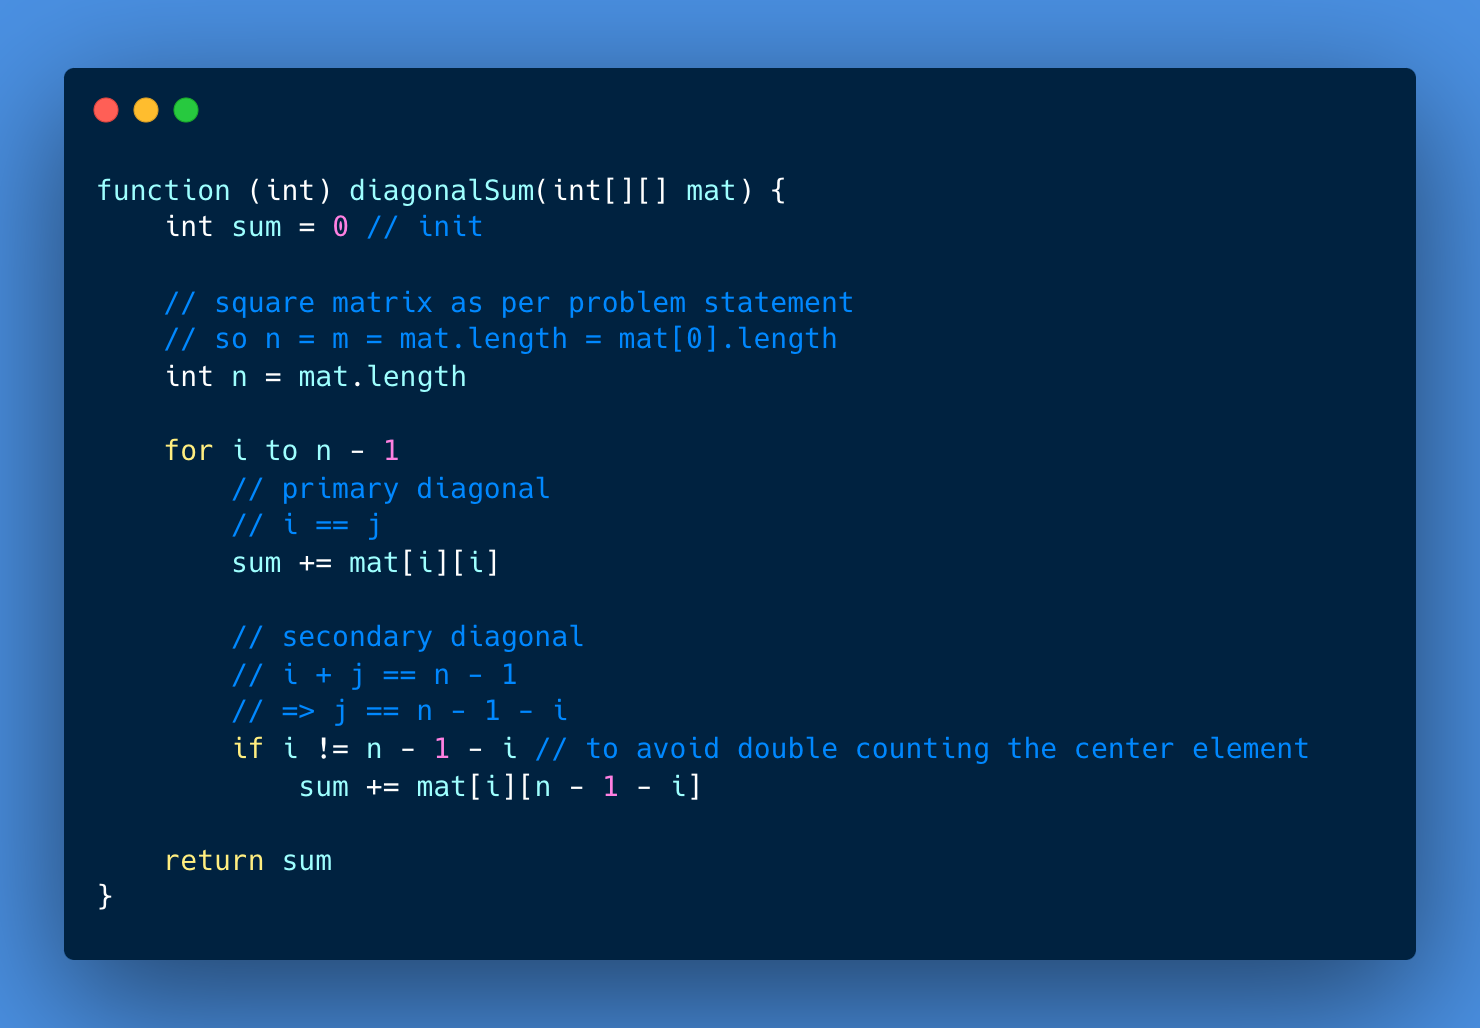 function (int) diagonalSum(int[][] mat) {
    int sum = 0 // init

    // square matrix as per problem statement
    // so n = m = mat.length = mat[0].length
    int n = mat.length

    for i to n - 1
        // primary diagonal
        // i == j
        sum += mat[i][i]

        // secondary diagonal
        // i + j == n - 1
        // => j == n - 1 - i
        if i != n - 1 - i // to avoid double counting the center element
            sum += mat[i][n - 1 - i]

    return sum
}